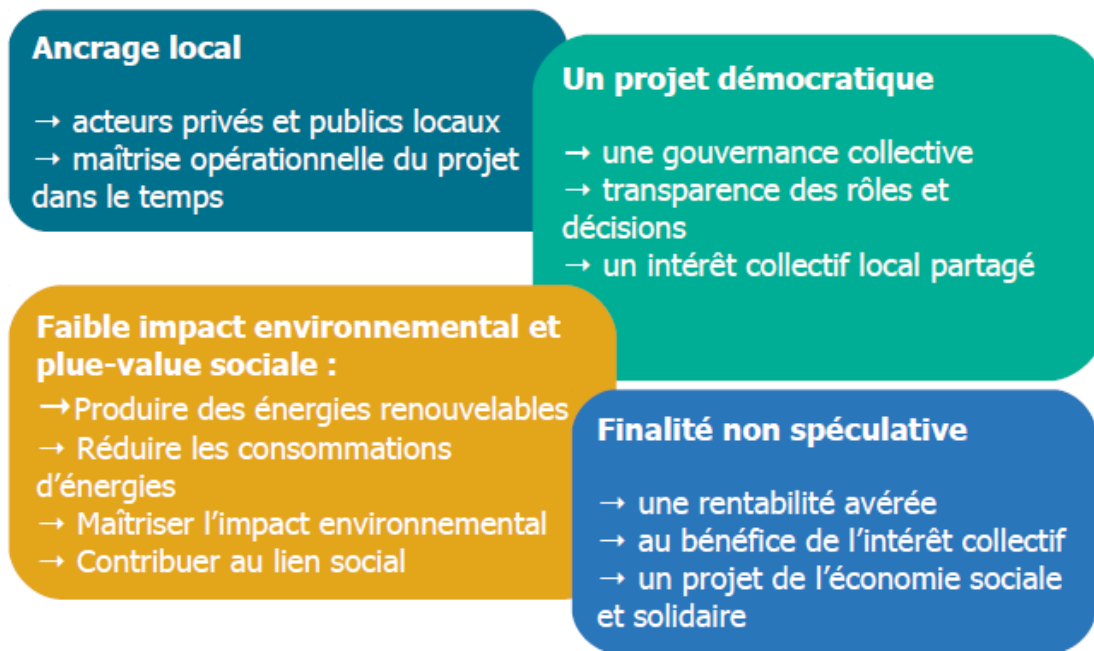 Ancrage local
→ acteurs privés et publics locaux
→ maîtrise opérationnelle du projet
dans le temps
Un projet démocratique
→ une gouvernance collective
→ transparence des rôles et
décisions
→ un intérêt collectif local partagé
Faible impact environnemental et
plue-value sociale :
→Produire des énergies renouvelables
→ Réduire les consommations
d’énergies
→ Maîtriser l’impact environnemental
→ Contribuer au lien social
Finalité non spéculative
→ une rentabilité avérée
→ au bénéfice de l’intérêt collectif
→ un projet de l’économie sociale
et solidaire